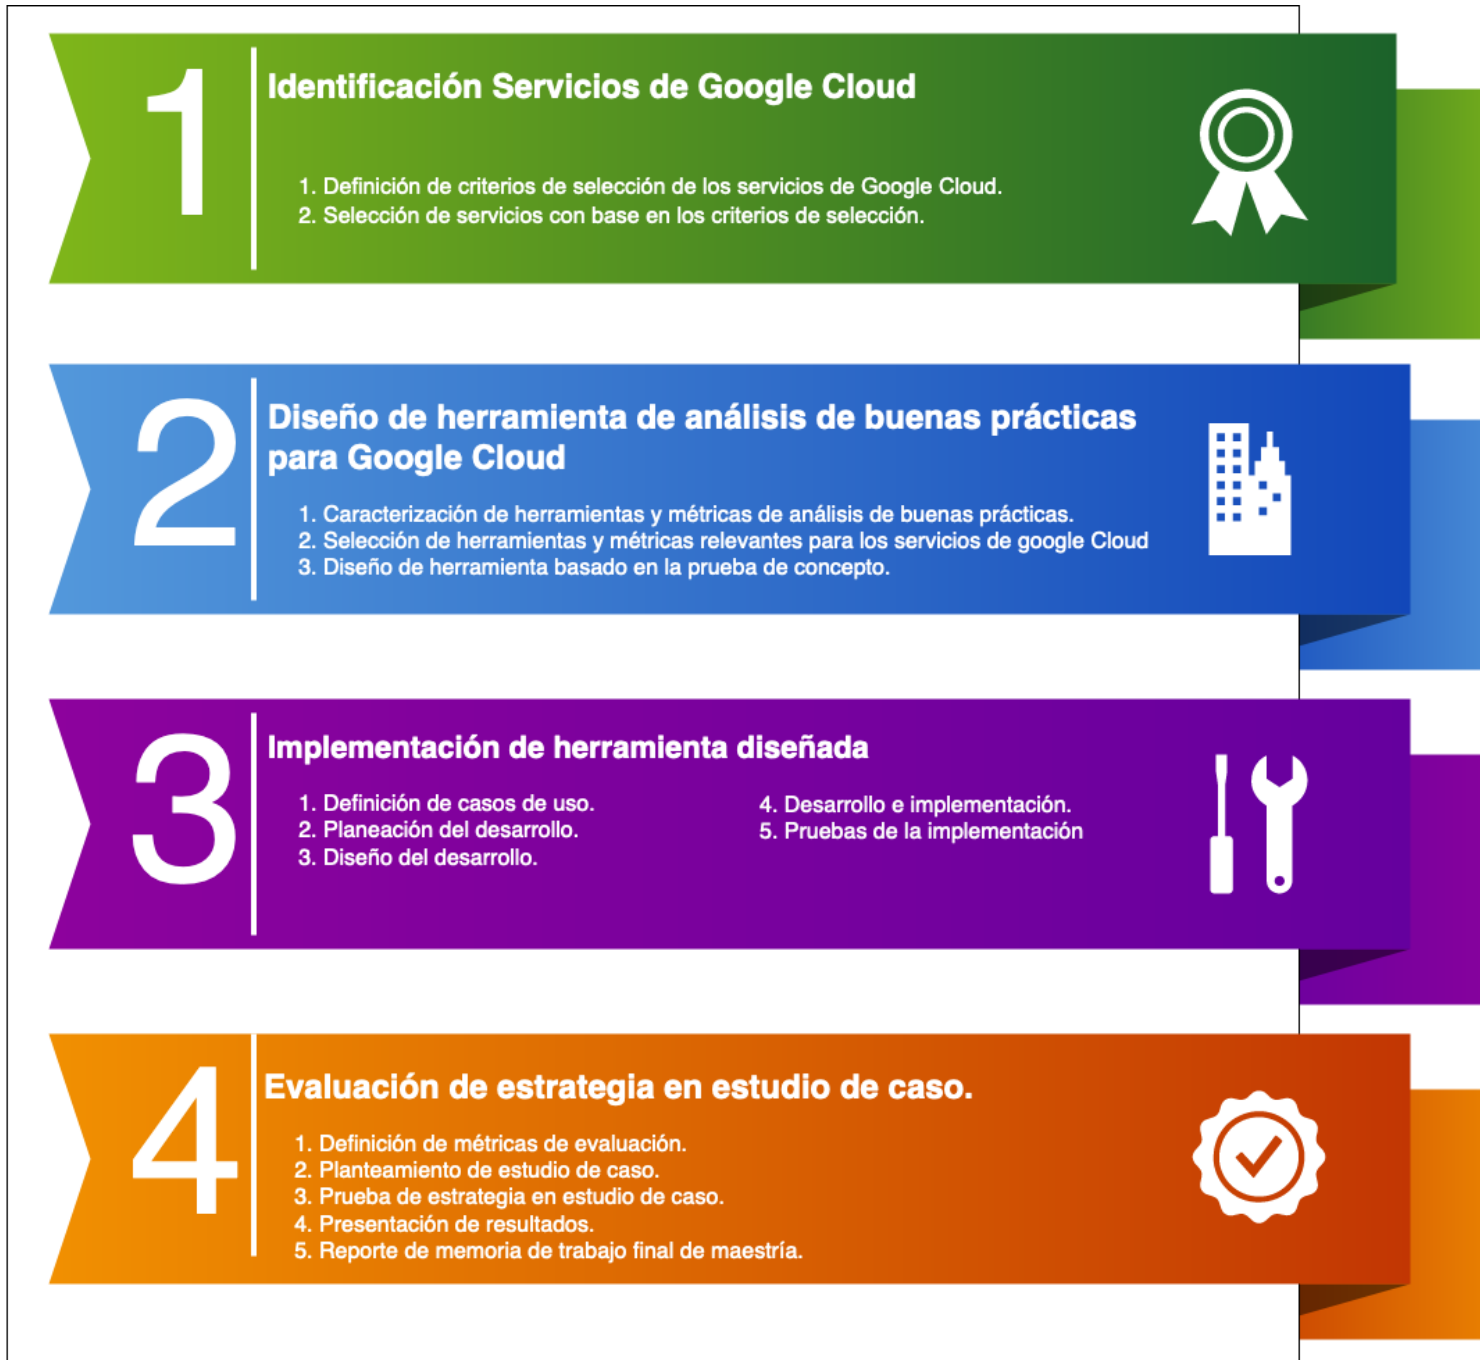 1
Identificación Servicios de Google Cloud
1. Definición de criterios de selección de los servicios de Google Cloud.
2. Selección de servicios con base en los criterios de selección.
2
Diseño de herramienta de análisis de buenas prácticas
para Google Cloud
1. Caracterización de herramientas y métricas de análisis de buenas prácticas.
2. Selección de herramientas y métricas relevantes para los servicios de google Cloud
3. Diseño de herramienta basado en la prueba de concepto.
3
Implementación de herramienta diseñada
1. Definición de casos de uso.
2. Planeación del desarrollo.
3. Diseño del desarrollo.
4. Desarrollo e implementación.
5. Pruebas de la implementación
4
Evaluación de estrategia en estudio de caso.
1. Definición de métricas de evaluación.
2. Planteamiento de estudio de caso.
3. Prueba de estrategia en estudio de caso.
4. Presentación de resultados.
5. Reporte de memoria de trabajo final de maestría.